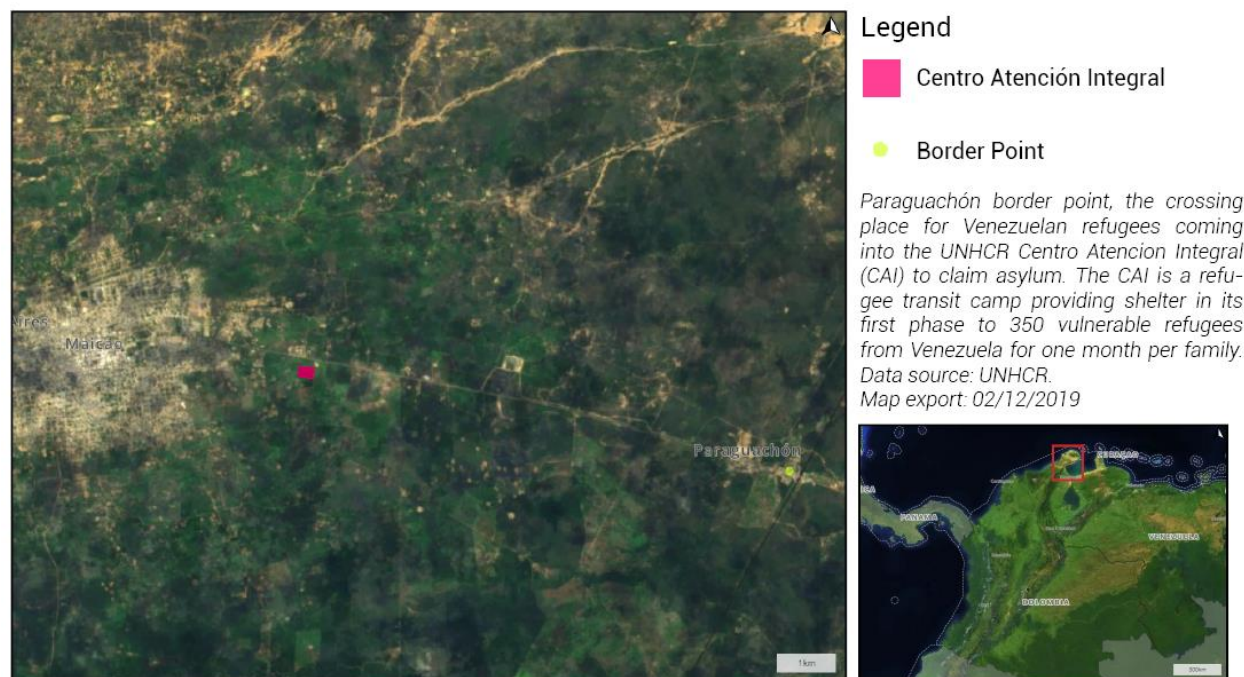 Legend
Centro Atención Integral
Border Point
Paraguachón border point, the crossing
place for Venezuelan refugees coming
into the UNHCR Centro Atencion Integral
(CAI) to claim asylum. The CAI is a refu-
gee transit camp providing shelter in its
first phase to 350 vulnerable refugees
from Venezuela for one month per family.
Data source: UNHCR.
Map export: 02/12/2019
Aires
Maicao
Paraguachón
1km
PANAMA
VENEZUELA